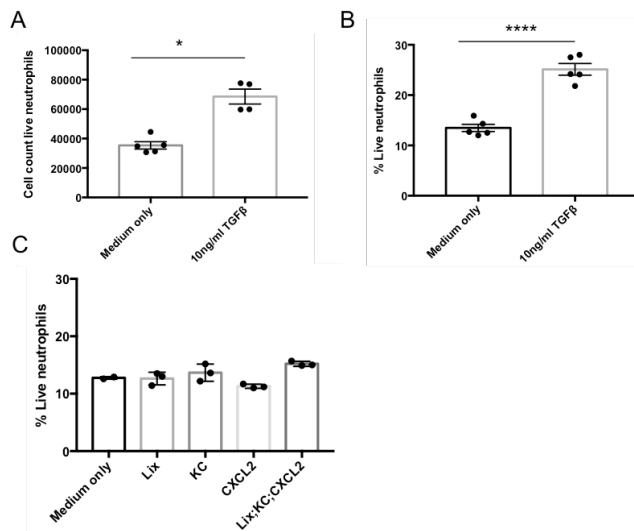 A
*
Cell count live neutrophils
100000
80000
60000
40000
20000
0
Medium only
10ng/ml TGFβ
B
****
% Live neutrophils
30
20
10
0
Medium only
10ng/ml TGFβ
C
% Live neutrophils
30
20
10
0
Medium only
Lix
KC
CXCL2
Lix;KC;CXCL2